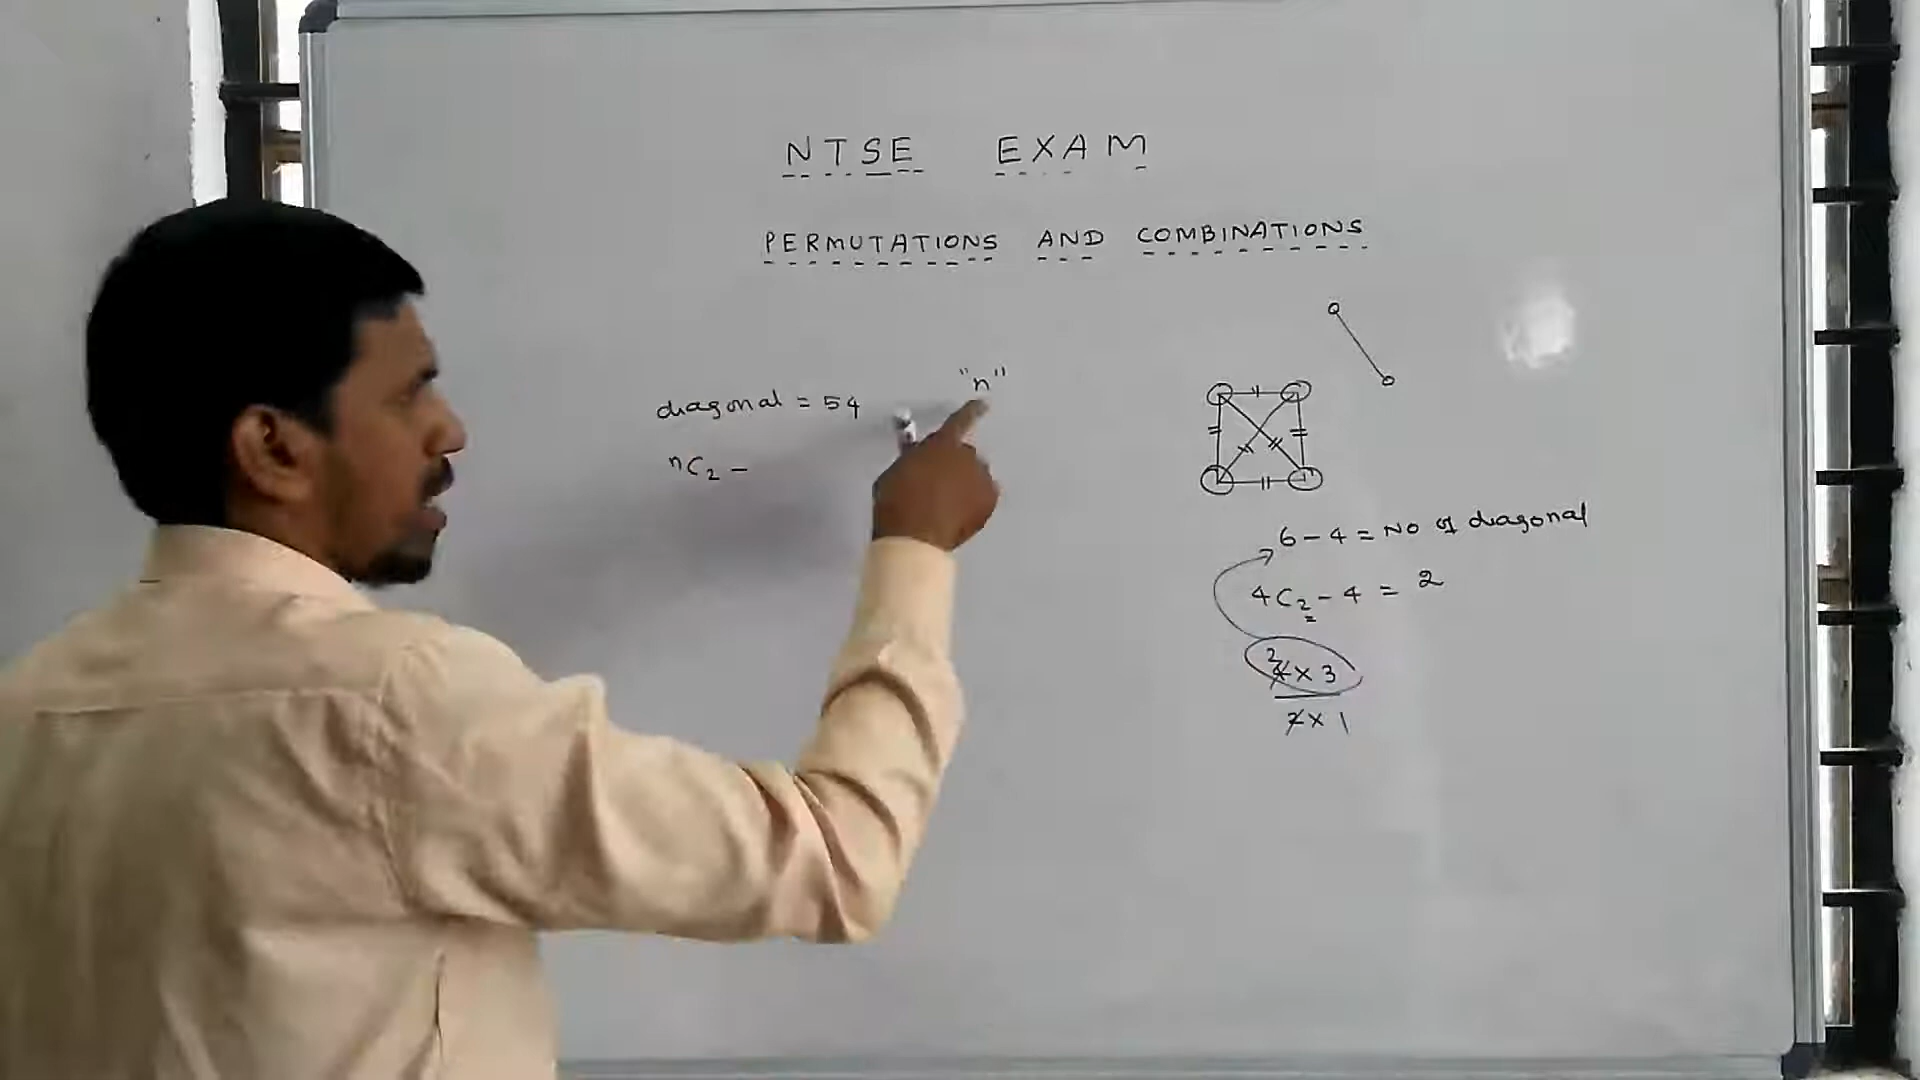 NTSE EXAM
PERMUTATIONS AND COMBINATIONS
diagonal = 54
"n"
nC2 -
6 - 4 = No of diagonal
4C2 - 4 = 2
2
4 x 3
2 x 1